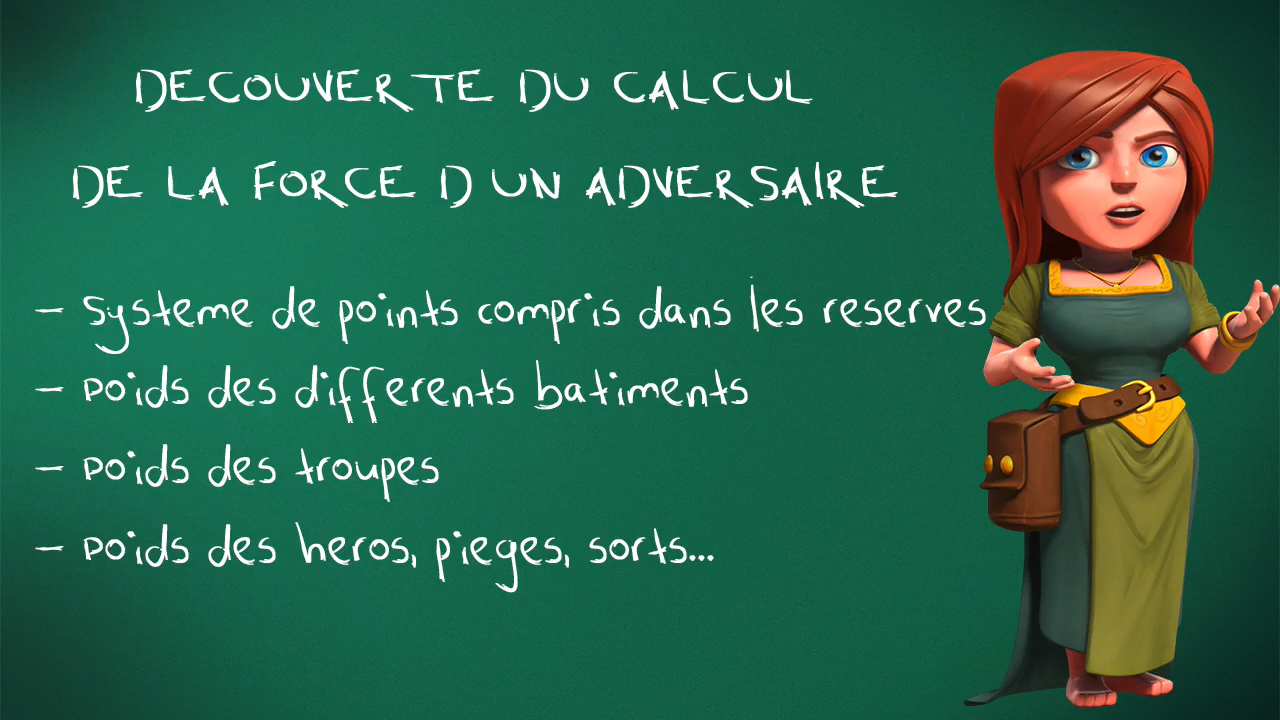 DECOUVERTE DU CALCUL
DE LA FORCE D UN ADVERSAIRE
- systeme de points compris dans les reserves
- poids des differents batiments
- poids des troupes
- poids des heros, pieges, sorts...